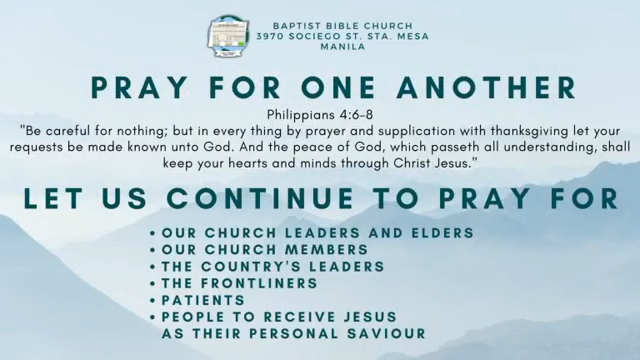 BAPTIST BIBLE CHURCH
3970 SOCIEGO ST. STA. MESA
MANILA
PRAY FOR ONE ANOTHER
Philippians 4:6-8
"Be careful for nothing; but in every thing by prayer and supplication with thanksgiving let your
requests be made known unto God. And the peace of God, which passeth all understanding, shall
keep your hearts and minds through Christ Jesus."
LET US CONTINUE TO PRAY FOR
• OUR CHURCH LEADERS AND ELDERS
• OUR CHURCH MEMBERS
• THE COUNTRY'S LEADERS
• THE FRONTLINERS
• PATIENTS
• PEOPLE TO RECEIVE JESUS
AS THEIR PERSONAL SAVIOUR